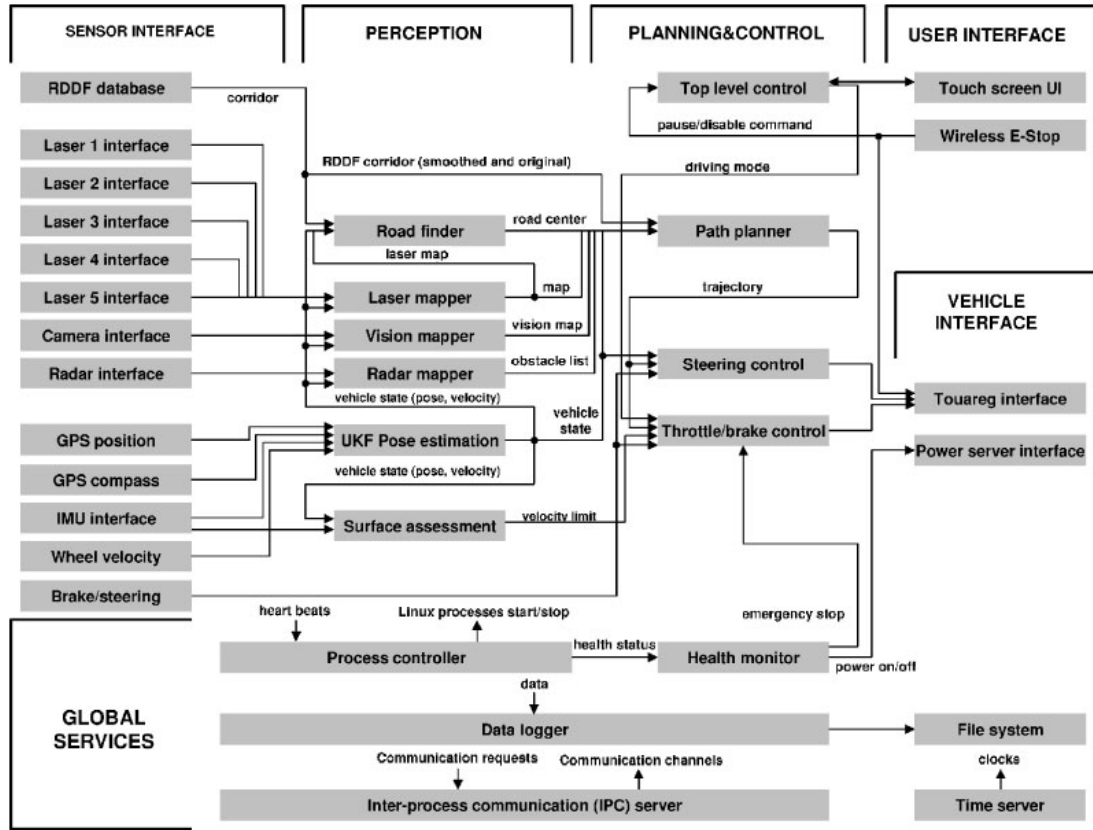 SENSOR INTERFACE
PERCEPTION
PLANNING&CONTROL
USER INTERFACE
RDDF database
corridor
Top level control
Touch screen UI
pause/disable command
Wireless E-Stop
Laser 1 interface
RDDF corridor (smoothed and original)
driving mode
Laser 2 interface
Laser 3 interface
Road finder
road center
Path planner
laser map
Laser 4 interface
Laser 5 interface
Laser mapper
map
trajectory
VEHICLE
INTERFACE
Camera interface
Vision mapper
vision map
Radar interface
Radar mapper
obstacle list
Steering control
vehicle state (pose, velocity)
vehicle
state
Touareg interface
GPS position
UKF Pose estimation
Throttle/brake control
Power server interface
vehicle state (pose, velocity)
GPS compass
IMU interface
Surface assessment
velocity limit
Wheel velocity
Brake/steering
heart beats
Linux processes start/stop
emergency stop
health status
Process controller
Health monitor
power on/off
data
GLOBAL
SERVICES
Data logger
File system
Communication requests
Communication channels
clocks
Inter-process communication (IPC) server
Time server